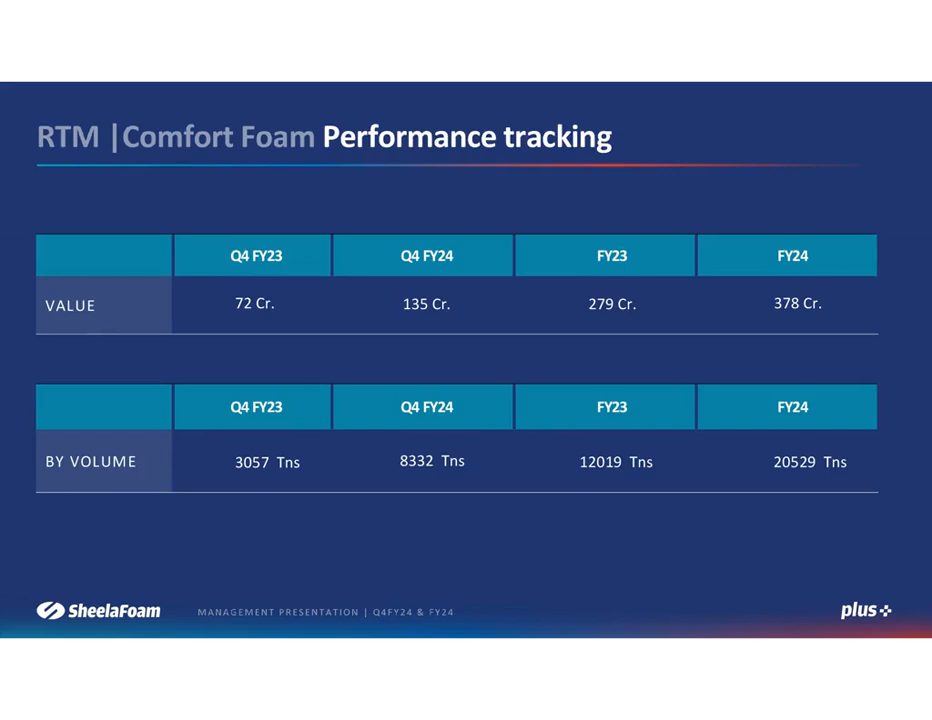 RTM |Comfort Foam Performance tracking
Q4 FY23 Q4 FY24 FY23 FY24
VALUE 72 Cr. 135 Cr. 279 Cr. 378 Cr.
Q4 FY23 Q4 FY24 FY23 FY24
BY VOLUME 3057 Tns 8332 Tns 12019 Tns 20529 Tns
SheelaFoam MANAGEMENT PRESENTATION | Q4FY24 & FY24 plus